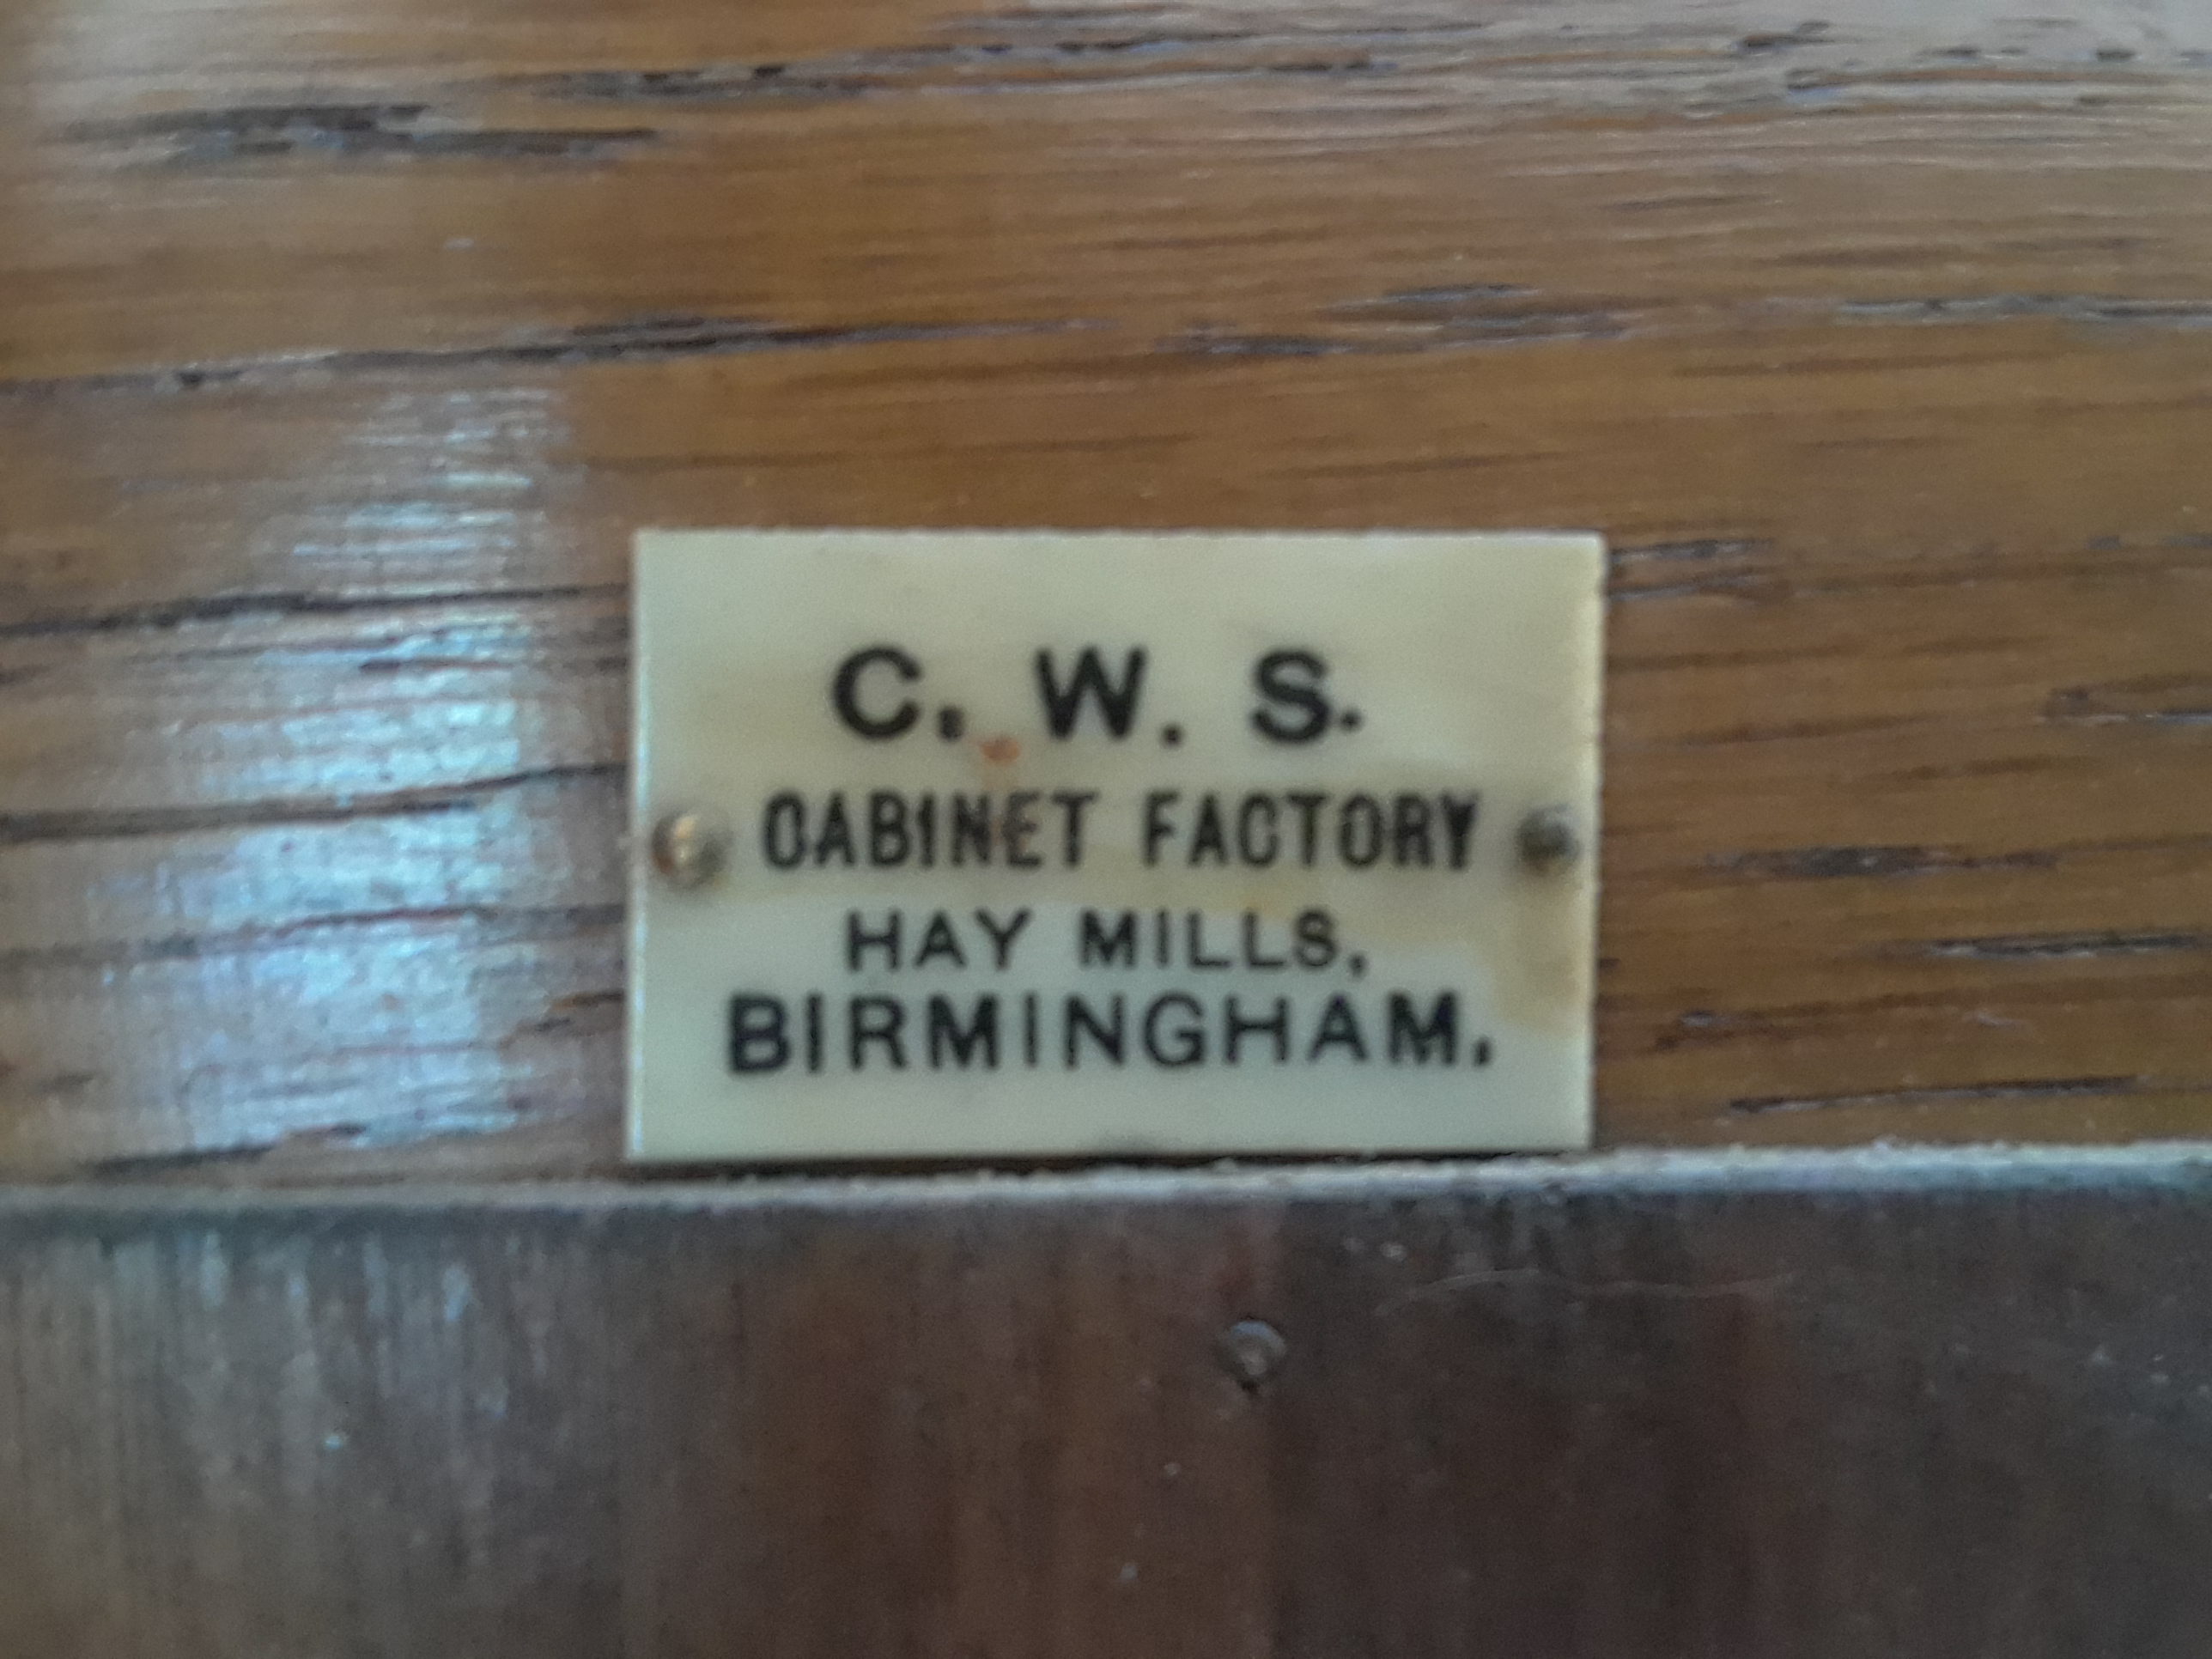 C. W. S.
CABINET FACTORY
HAY MILLS,
BIRMINGHAM.